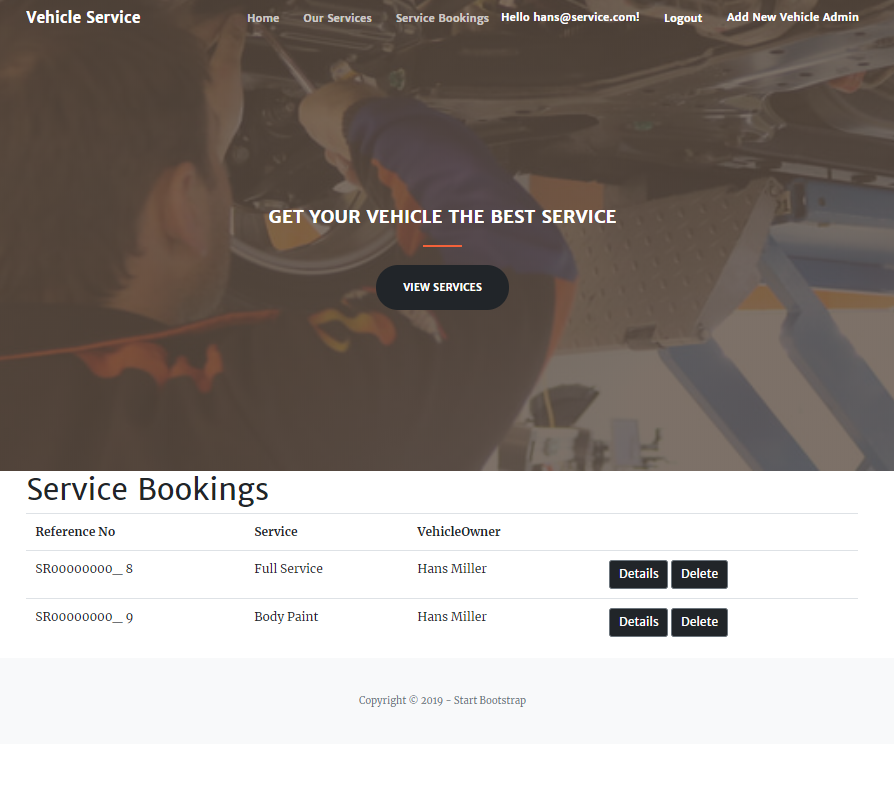 Vehicle Service Home Our Services Service Bookings Hello hans@service.com! Logout Add New Vehicle Admin
GET YOUR VEHICLE THE BEST SERVICE
VIEW SERVICES
Service Bookings
Reference No Service VehicleOwner
SR00000000_ 8 Full Service Hans Miller Details Delete
SR00000000_ 9 Body Paint Hans Miller Details Delete
Copyright © 2019 - Start Bootstrap